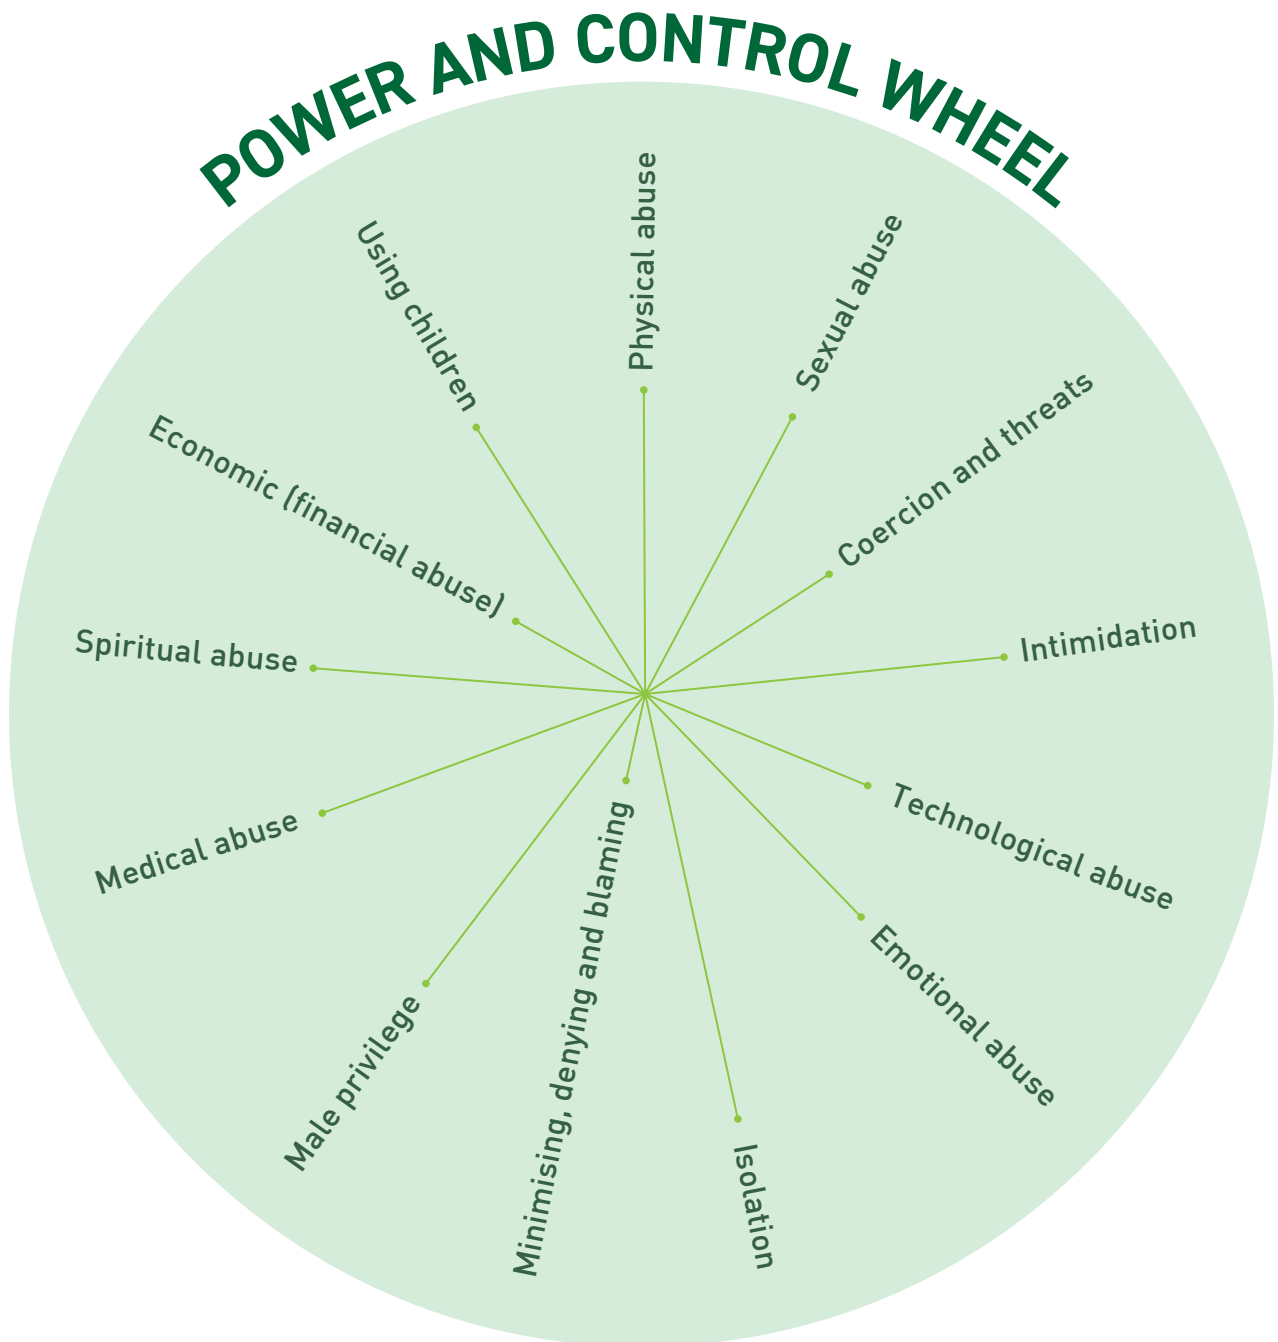 POWER AND CONTROL WHEEL
Physical abuse
Sexual abuse
Coercion and threats
Intimidation
Technological abuse
Emotional abuse
Isolation
Minimising, denying and blaming
Male privilege
Medical abuse
Spiritual abuse
Economic (financial abuse)
Using children